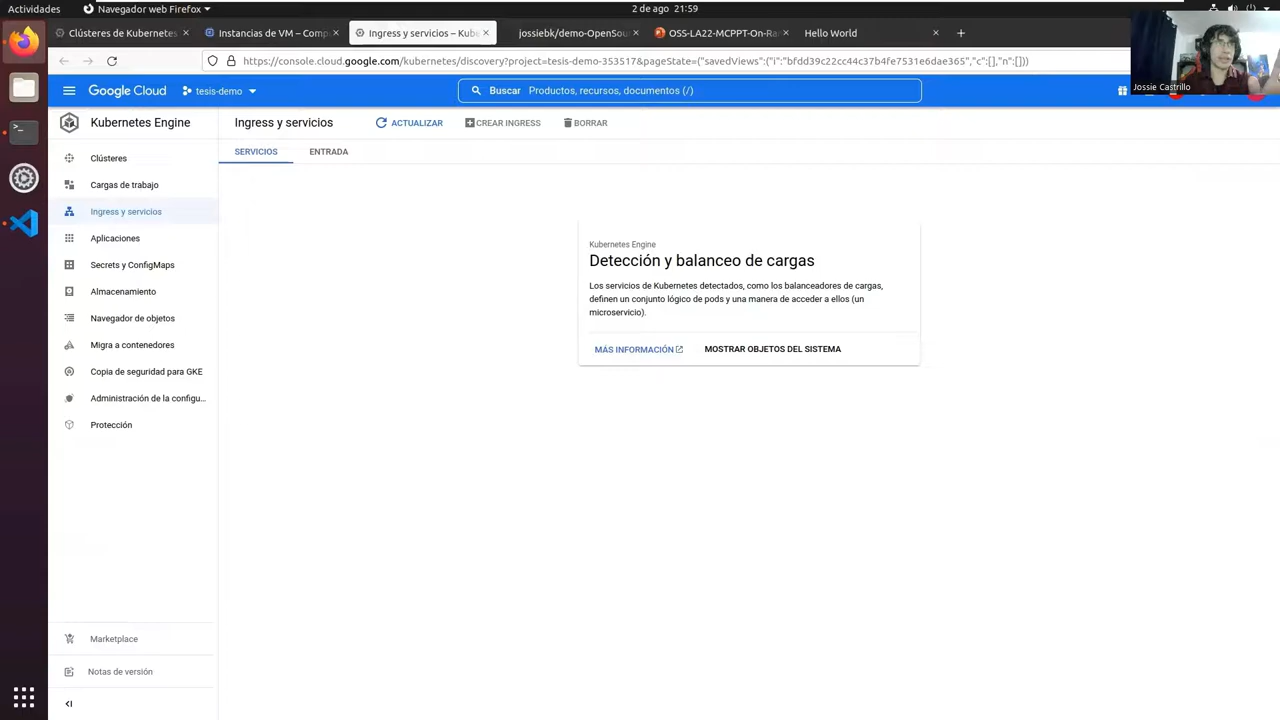 Actividades
Navegador web Firefox
2 de ago 21:59
Clústeres de Kubernetes
Instancias de VM – Comp
Ingress y servicios – Kube
jossiebk/demo-OpenSou
OSS-LA22-MCPPT-On-Ra
Hello World
https://console.cloud.google.com/kubernetes/discovery?project=tesis-demo-353517&pageState=("savedViews":("i":"bfdd39c22cc44c37b4fe7531e6dae365","c":[],"n":[]))
Jossie Castrillo
Google Cloud
tesis-demo
Buscar Productos, recursos, documentos (/)
Kubernetes Engine
Ingress y servicios
ACTUALIZAR
CREAR INGRESS
BORRAR
SERVICIOS
ENTRADA
Clústeres
Cargas de trabajo
Ingress y servicios
Aplicaciones
Secrets y ConfigMaps
Almacenamiento
Navegador de objetos
Migra a contenedores
Copia de seguridad para GKE
Administración de la configu...
Protección
Kubernetes Engine
Detección y balanceo de cargas
Los servicios de Kubernetes detectados, como los balanceadores de cargas,
definen un conjunto lógico de pods y una manera de acceder a ellos (un
microservicio).
MÁS INFORMACIÓN
MOSTRAR OBJETOS DEL SISTEMA
Marketplace
Notas de versión